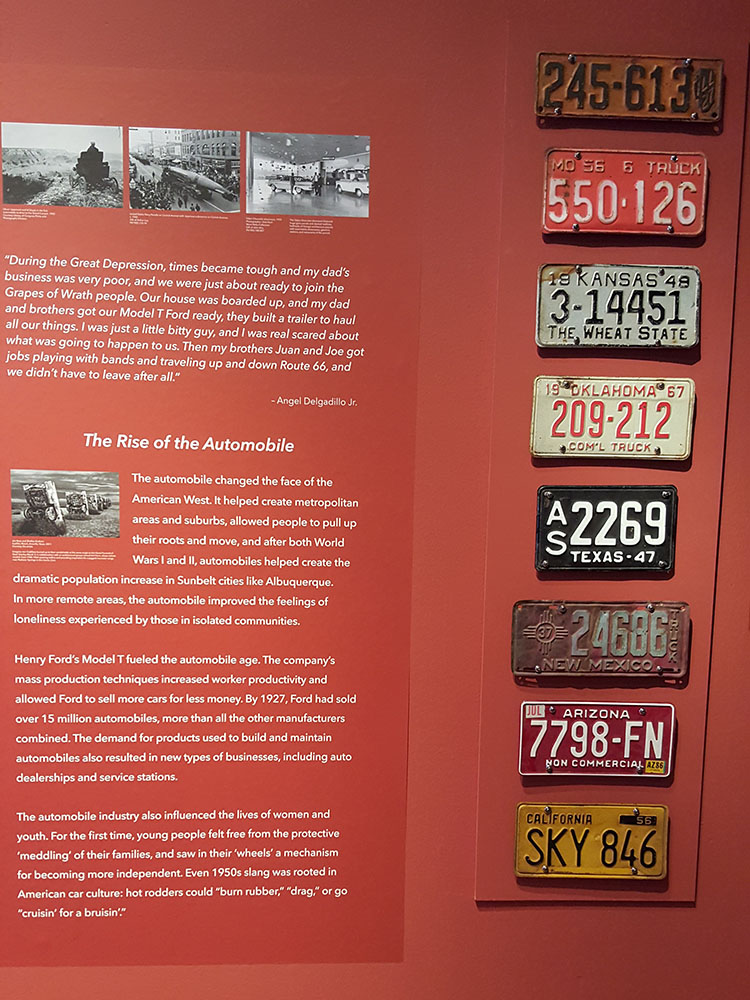 “During the Great Depression, times became tough and my dad’s
business was very poor, and we were just about ready to join the
Grapes of Wrath people. Our house was boarded up, and my dad
and brothers got our Model T Ford ready, they built a trailer to haul
all our things. I was just a little bitty guy, and I was real scared about
what was going to happen to us. Then my brothers Juan and Joe got
jobs playing with bands and traveling up and down Route 66, and
we didn’t have to leave after all.”
– Angel Delgadillo Jr.
The Rise of the Automobile
The automobile changed the face of the
American West. It helped create metropolitan
areas and suburbs, allowed people to pull up
their roots and move, and after both World
Wars I and II, automobiles helped create the
dramatic population increase in Sunbelt cities like Albuquerque.
In more remote areas, the automobile improved the feelings of
loneliness experienced by those in isolated communities.
Henry Ford’s Model T fueled the automobile age. The company’s
mass production techniques increased worker productivity and
allowed Ford to sell more cars for less money. By 1927, Ford had sold
over 15 million automobiles, more than all the other manufacturers
combined. The demand for products used to build and maintain
automobiles also resulted in new types of businesses, including auto
dealerships and service stations.
The automobile industry also influenced the lives of women and
youth. For the first time, young people felt free from the protective
‘meddling’ of their families, and saw in their ‘wheels’ a mechanism
for becoming more independent. Even 1950s slang was rooted in
American car culture: hot rodders could “burn rubber,” “drag,” or go
“cruisin’ for a bruisin’.”
245-613
MO 56 6 TRUCK
550-126
19 KANSAS 49
3-14451
THE WHEAT STATE
19 OKLAHOMA 67
209-212
COM'L TRUCK
AS 2269
TEXAS-47
37 24686 TRUCK
NEW MEXICO
JUL ARIZONA
7798-FN
NON COMMERCIAL AZ86
CALIFORNIA 56
SKY 846